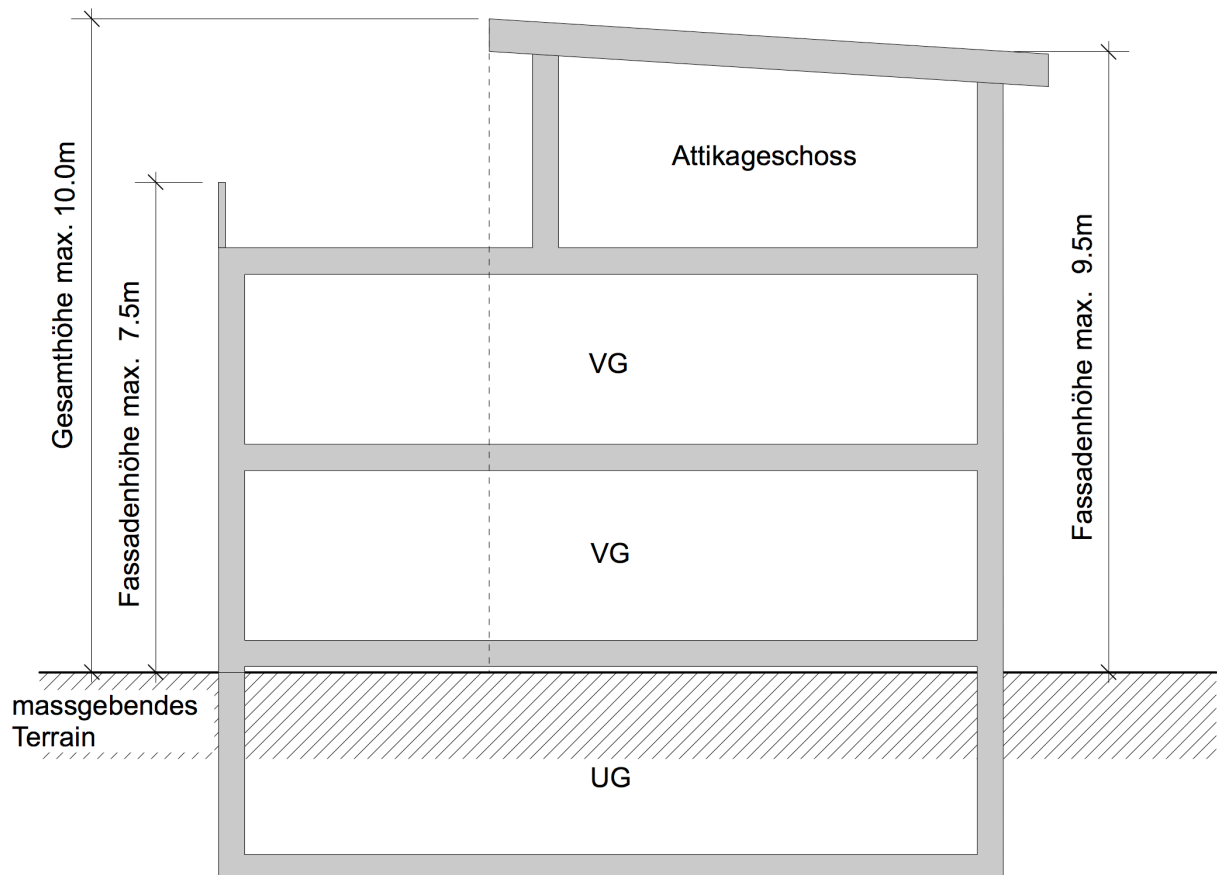 Gesamthöhe max. 10.0m
Fassadenhöhe max. 7.5m
Attikageschoss
Fassadenhöhe max. 9.5m
VG
VG
massgebendes
Terrain
UG